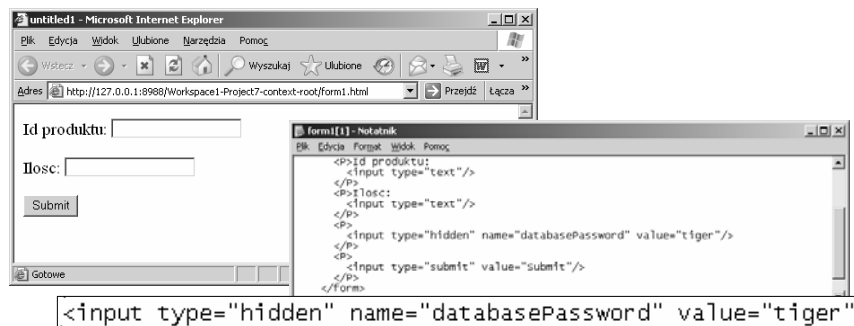 untitled1 - Microsoft Internet Explorer
Plik Edycja Widok Ulubione Narzędzia Pomoc
Wstecz Wyszukaj Ulubione
Adres http://127.0.0.1:8988/Workspace1-Project7-context-root/form1.html Przejdź Łącza »
Id produktu:
Ilosc:
Submit
Gotowe
form1[1] - Notatnik
Plik Edycja Format Widok Pomoc
<P>Id produktu:
<input type="text"/>
</P>
<P>Ilosc:
<input type="text"/>
</P>
<P>
<input type="hidden" name="databasePassword" value="tiger"/>
</P>
<P>
<input type="submit" value="Submit"/>
</P>
</form>
<input type="hidden" name="databasePassword" value="tiger"